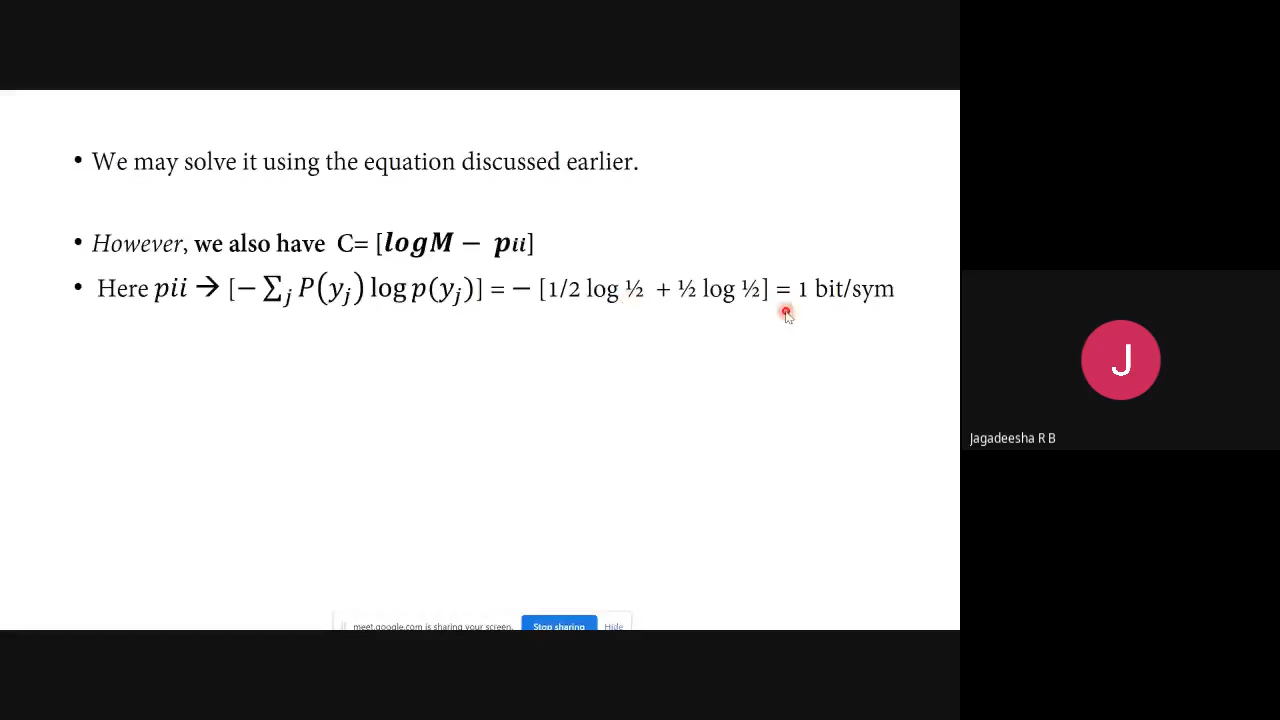 • We may solve it using the equation discussed earlier.
• However, we also have C= [logM − pii]
• Here pii → [− ∑j P(yj) log p(yj)] = − [1/2 log ½ + ½ log ½] = 1 bit/sym
J
Jagadeesha R B
meet.google.com is sharing your screen. Stop sharing Hide